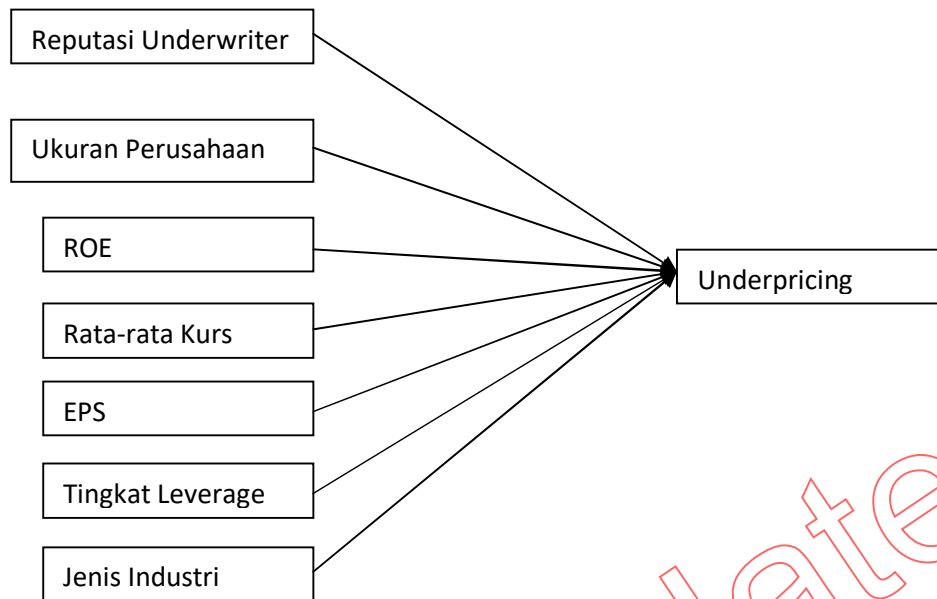 Reputasi Underwriter
Ukuran Perusahaan
ROE
Underpricing
Rata-rata Kurs
EPS
Tingkat Leverage
Jenis Industri